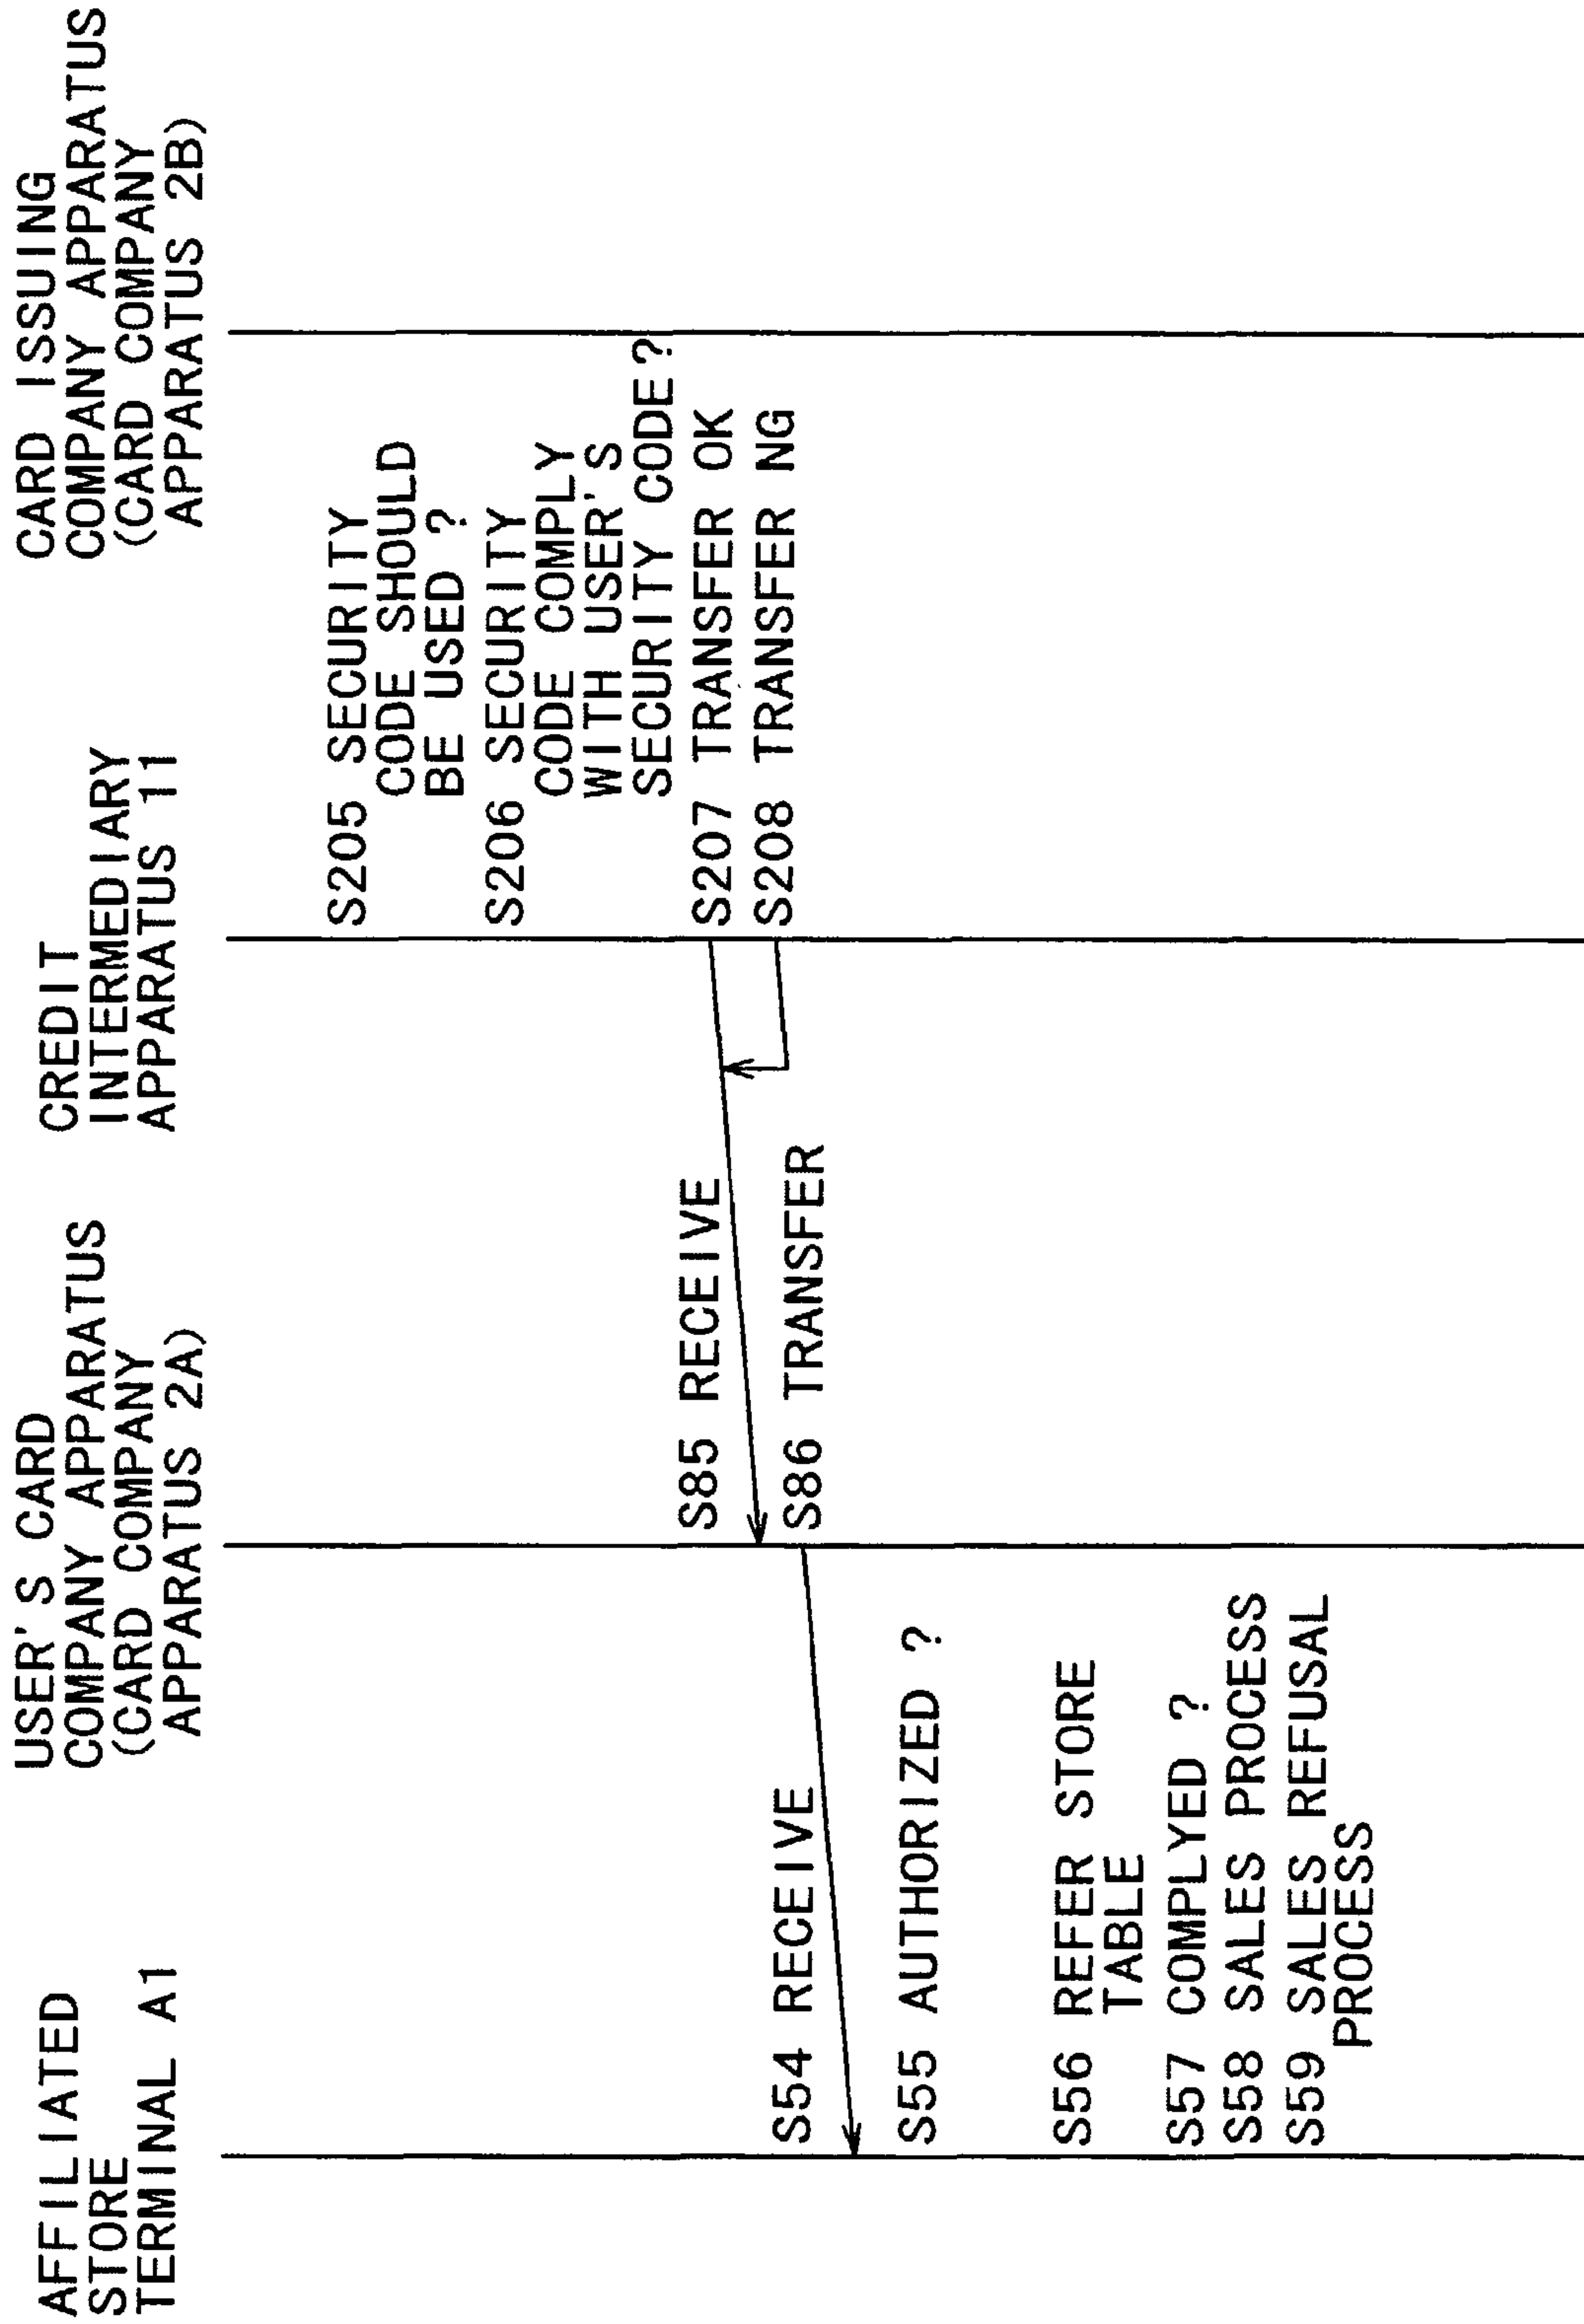 AFFILIATED
STORE
TERMINAL A1
USER'S CARD
COMPANY APPARATUS
(CARD COMPANY
APPARATUS 2A)
CREDIT
INTERMEDIARY
APPARATUS 11
CARD ISSUING
COMPANY APPARATUS
(CARD COMPANY
APPARATUS 2B)
S205 SECURITY
CODE SHOULD
BE USED ?
S206 SECURITY
CODE COMPLY
WITH USER'S
SECURITY CODE?
S207 TRANSFER OK
S208 TRANSFER NG
S85 RECEIVE
S86 TRANSFER
S54 RECEIVE
S55 AUTHORIZED ?
S56 REFER STORE
TABLE
S57 COMPLYED ?
S58 SALES PROCESS
S59 SALES REFUSAL
PROCESS